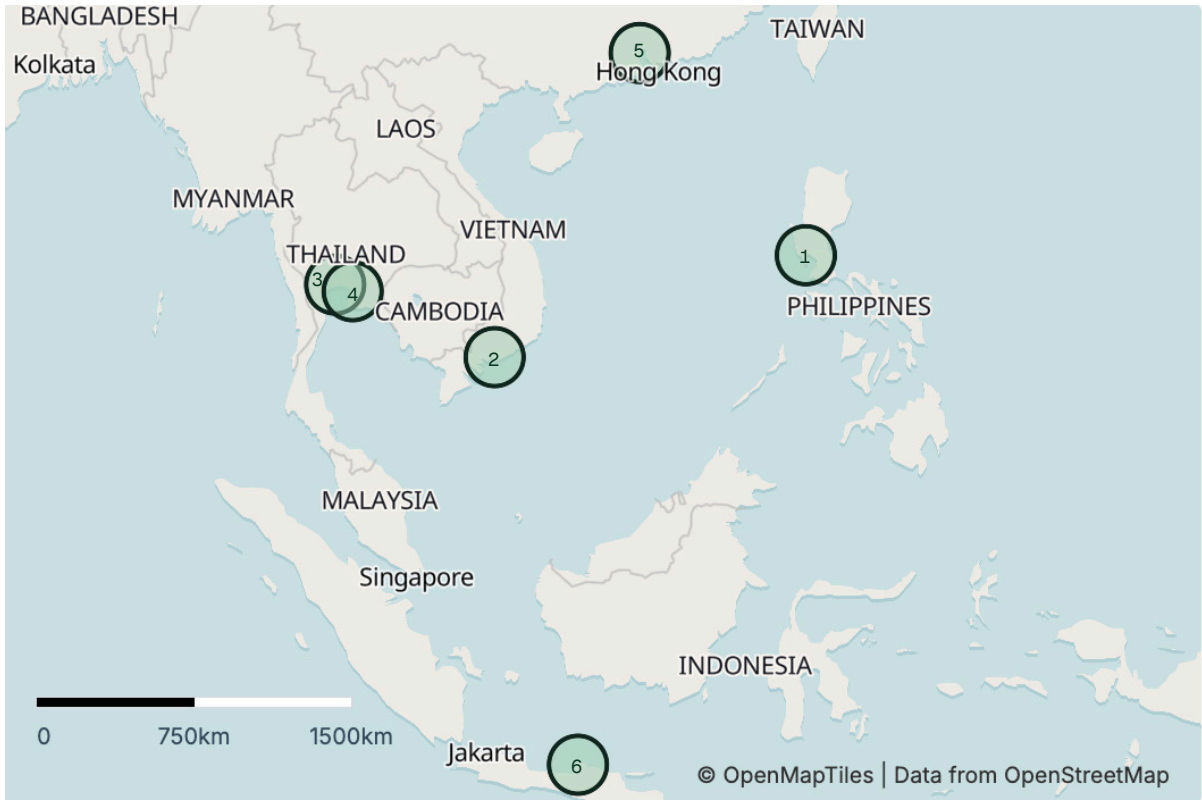 BANGLADESH
TAIWAN
5
Kolkata
Hong Kong
LAOS
MYANMAR
VIETNAM
THAILAND
1
3
4
CAMBODIA
PHILIPPINES
2
MALAYSIA
Singapore
INDONESIA
0 750km 1500km
Jakarta
6
© OpenMapTiles | Data from OpenStreetMap